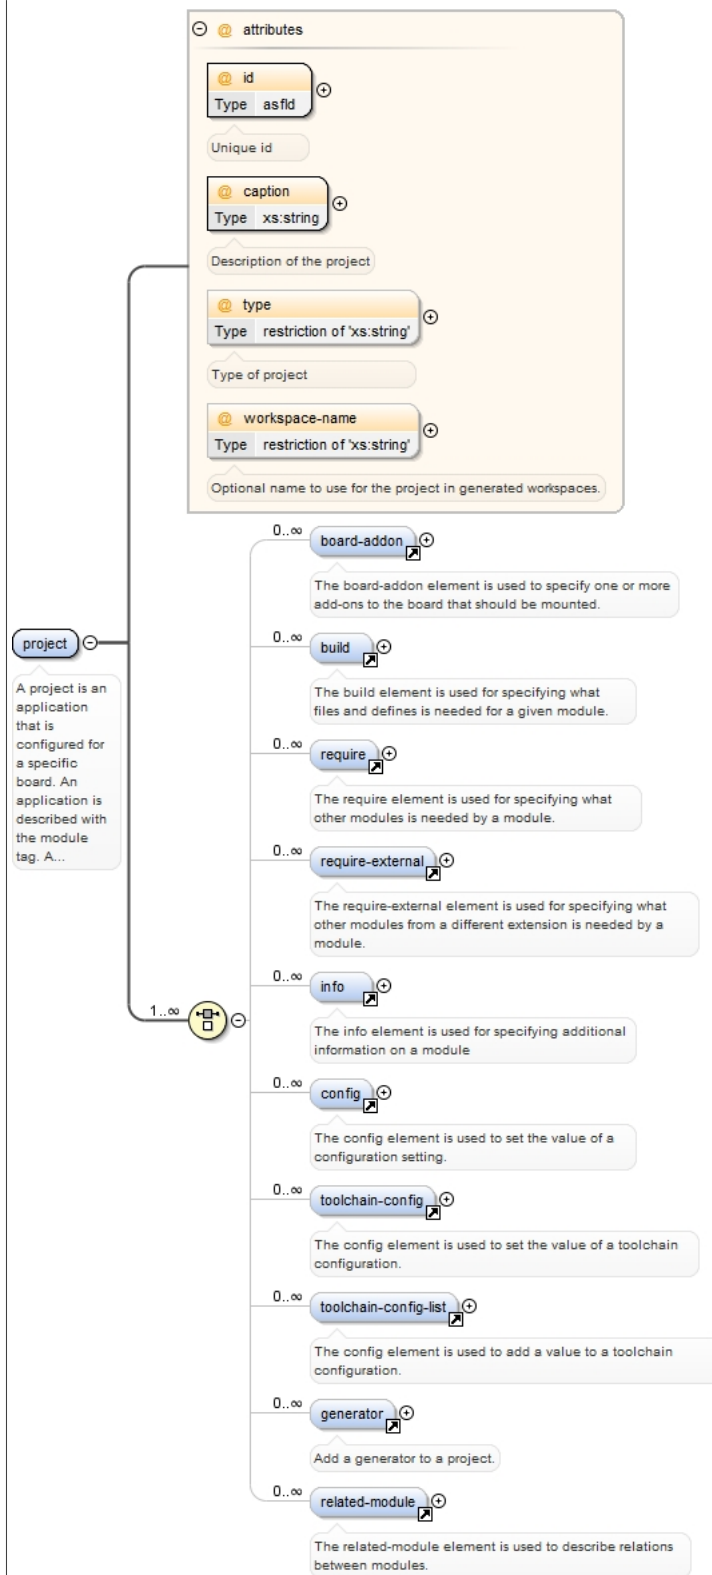 @ attributes
@ id
Type asfId
Unique id
@ caption
Type xs:string
Description of the project
@ type
Type restriction of 'xs:string'
Type of project
@ workspace-name
Type restriction of 'xs:string'
Optional name to use for the project in generated workspaces.
project
A project is an
application
that is
configured for
a specific
board. An
application is
described with
the module
tag. A...
1..∞
0..∞
board-addon
The board-addon element is used to specify one or more
add-ons to the board that should be mounted.
0..∞
build
The build element is used for specifying what
files and defines is needed for a given module.
0..∞
require
The require element is used for specifying what
other modules is needed by a module.
0..∞
require-external
The require-external element is used for specifying what
other modules from a different extension is needed by a
module.
0..∞
info
The info element is used for specifying additional
information on a module
0..∞
config
The config element is used to set the value of a
configuration setting.
0..∞
toolchain-config
The config element is used to set the value of a toolchain
configuration.
0..∞
toolchain-config-list
The config element is used to add a value to a toolchain
configuration.
0..∞
generator
Add a generator to a project.
0..∞
related-module
The related-module element is used to describe relations
between modules.